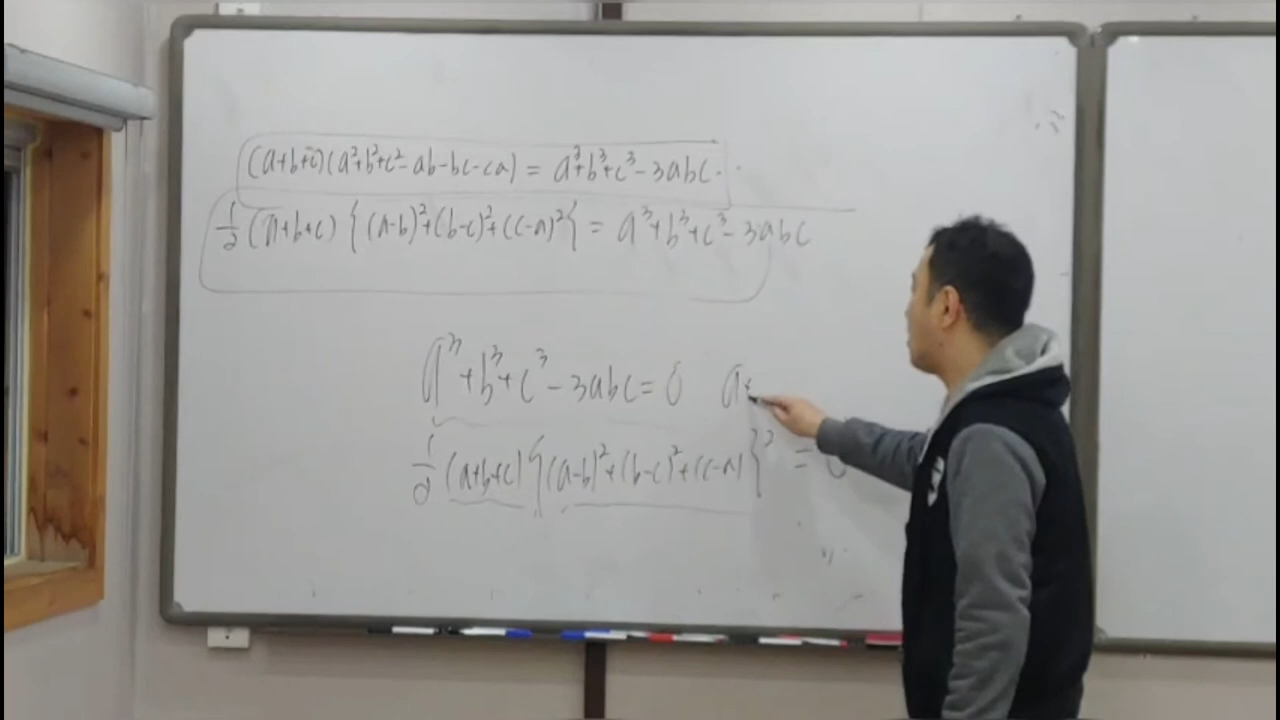 (a+b+c)(a²+b²+c²-ab-bc-ca) = a³+b³+c³-3abc.
½(a+b+c){(a-b)²+(b-c)²+(c-a)²} = a³+b³+c³-3abc
a³+b³+c³-3abc=0 a
½(a+b+c){(a-b)²+(b-c)²+(c-a)}² = 0